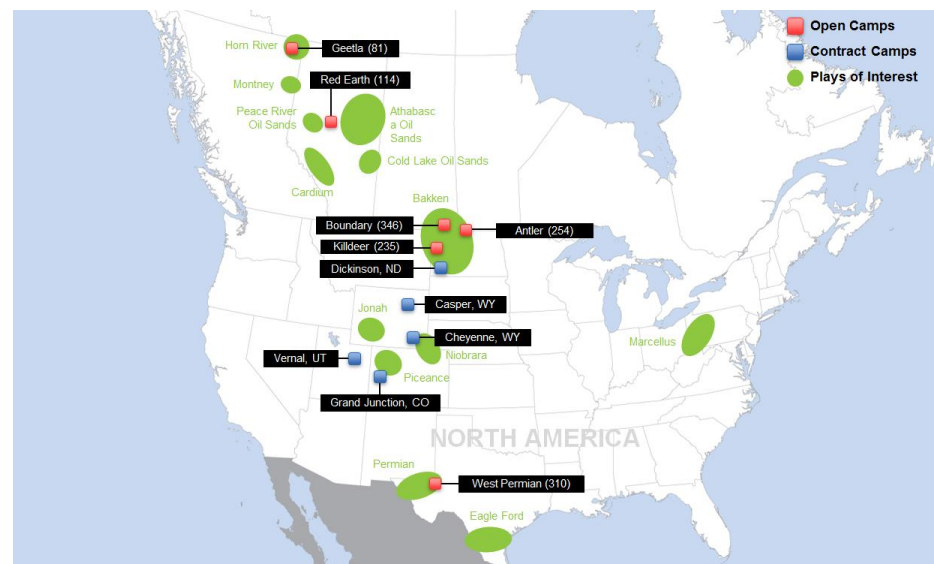 Open Camps
Contract Camps
Plays of Interest
Horn River
Geetla (81)
Red Earth (114)
Montney
Peace River
Oil Sands
Athabasc
a Oil
Sands
Cold Lake Oil Sands
Cardium
Bakken
Boundary (346)
Antler (254)
Killdeer (235)
Dickinson, ND
Casper, WY
Jonah
Cheyenne, WY
Marcellus
Vernal, UT
Niobrara
Piceance
Grand Junction, CO
NORTH AMERICA
Permian
West Permian (310)
Eagle Ford